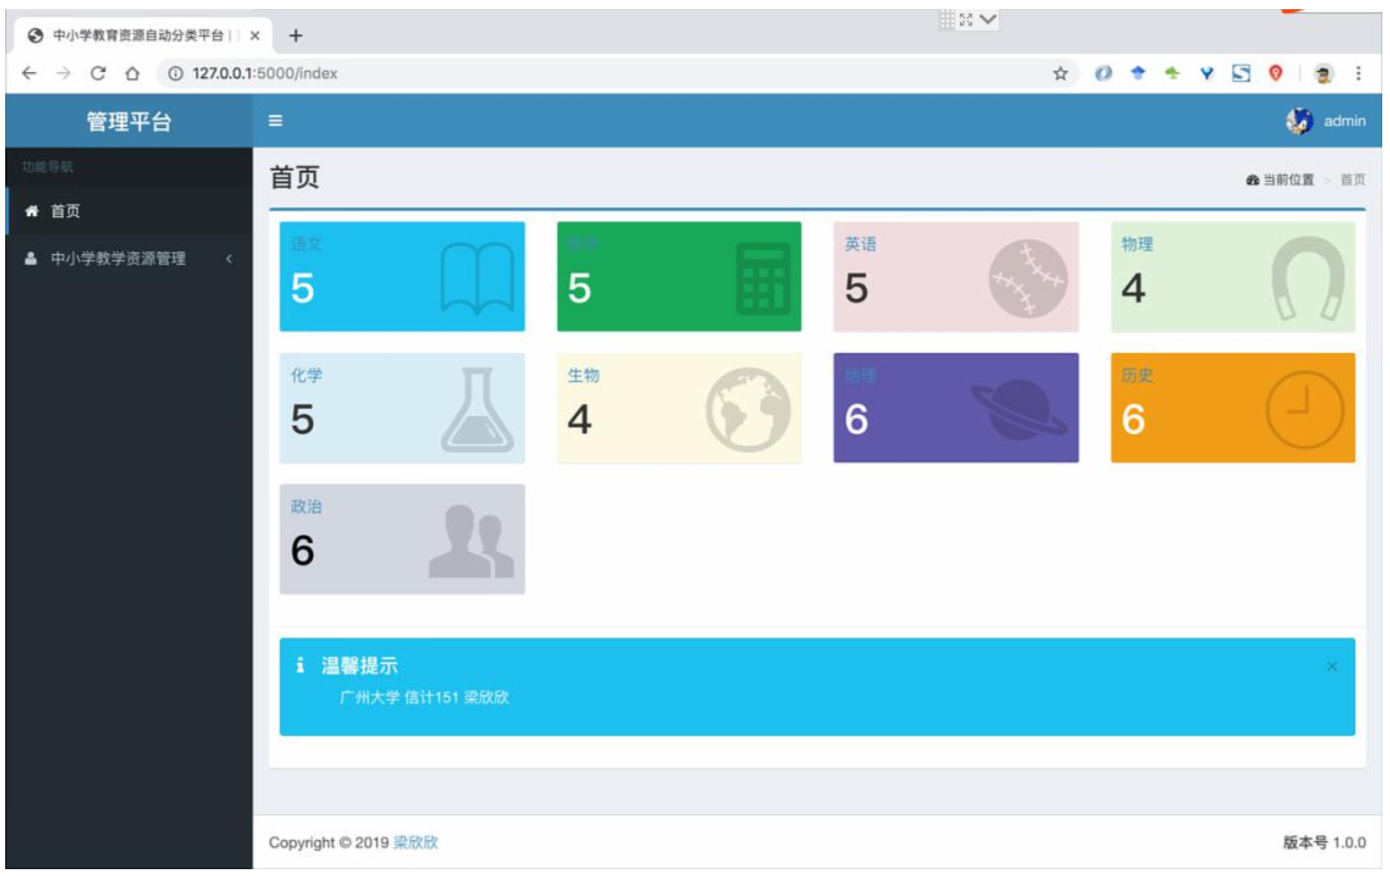 中小学教育资源自动分类平台 |
127.0.0.1:5000/index
管理平台
admin
功能导航
首页
当前位置 > 首页
首页
中小学教学资源管理
语文
5
数学
5
英语
5
物理
4
化学
5
生物
4
地理
6
历史
6
政治
6
温馨提示
广州大学 信计151 梁欣欣
Copyright © 2019 梁欣欣
版本号 1.0.0